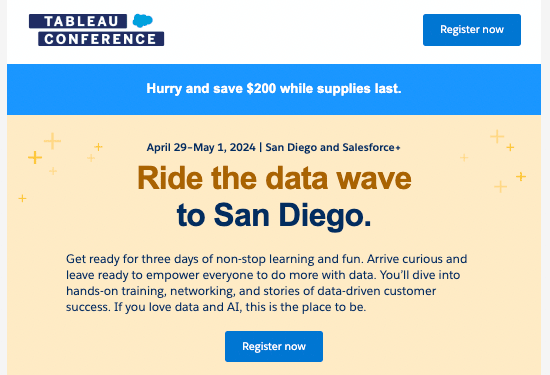 TABLEAU
CONFERENCE
Register now
Hurry and save $200 while supplies last.
April 29–May 1, 2024 | San Diego and Salesforce+
Ride the data wave
to San Diego.
Get ready for three days of non-stop learning and fun. Arrive curious and
leave ready to empower everyone to do more with data. You’ll dive into
hands-on training, networking, and stories of data-driven customer
success. If you love data and AI, this is the place to be.
Register now